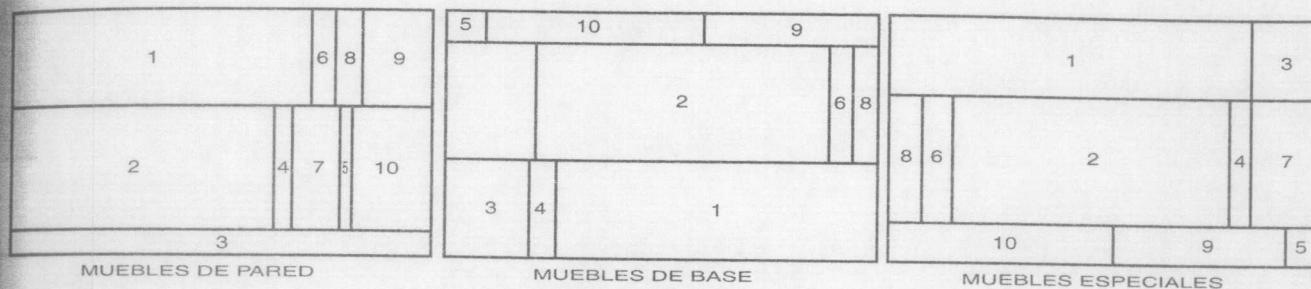 1 6 8 9
2 4 7 5 10
3
MUEBLES DE PARED
5 10 9
2 6 8
3 4 1
MUEBLES DE BASE
1 3
8 6 2 4 7
10 9 5
MUEBLES ESPECIALES